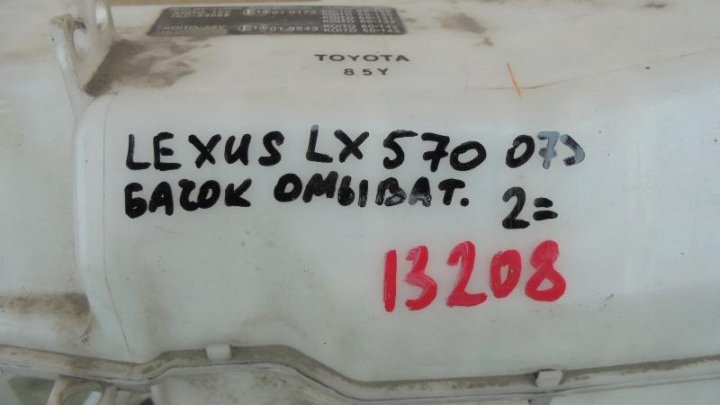 TOYOTA
85Y
LEXUS LX 570 07>
БАЧОК ОМЫВАТ. 2=
13208